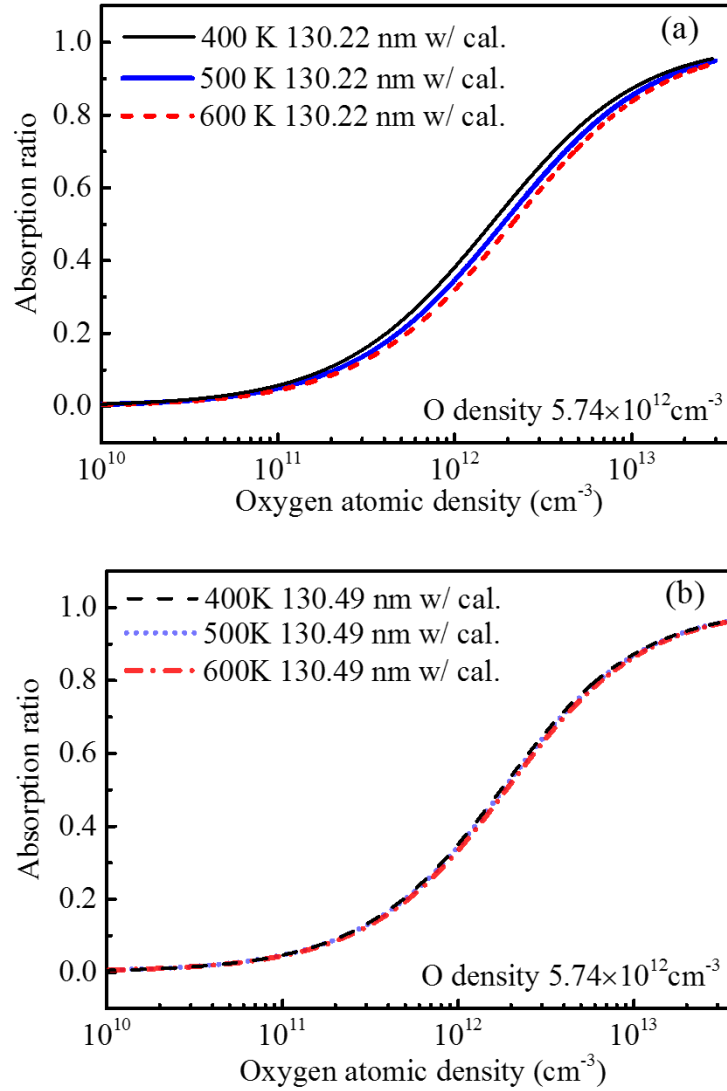 (a)
400 K 130.22 nm w/ cal.
500 K 130.22 nm w/ cal.
600 K 130.22 nm w/ cal.
1.0
0.8
0.6
0.4
0.2
0.0
Absorption ratio
O density 5.74×10¹²cm⁻³
10¹⁰ 10¹¹ 10¹² 10¹³
Oxygen atomic density (cm⁻³)
(b)
400K 130.49 nm w/ cal.
500K 130.49 nm w/ cal.
600K 130.49 nm w/ cal.
1.0
0.8
0.6
0.4
0.2
0.0
Absorption ratio
O density 5.74×10¹²cm⁻³
10¹⁰ 10¹¹ 10¹² 10¹³
Oxygen atomic density (cm⁻³)